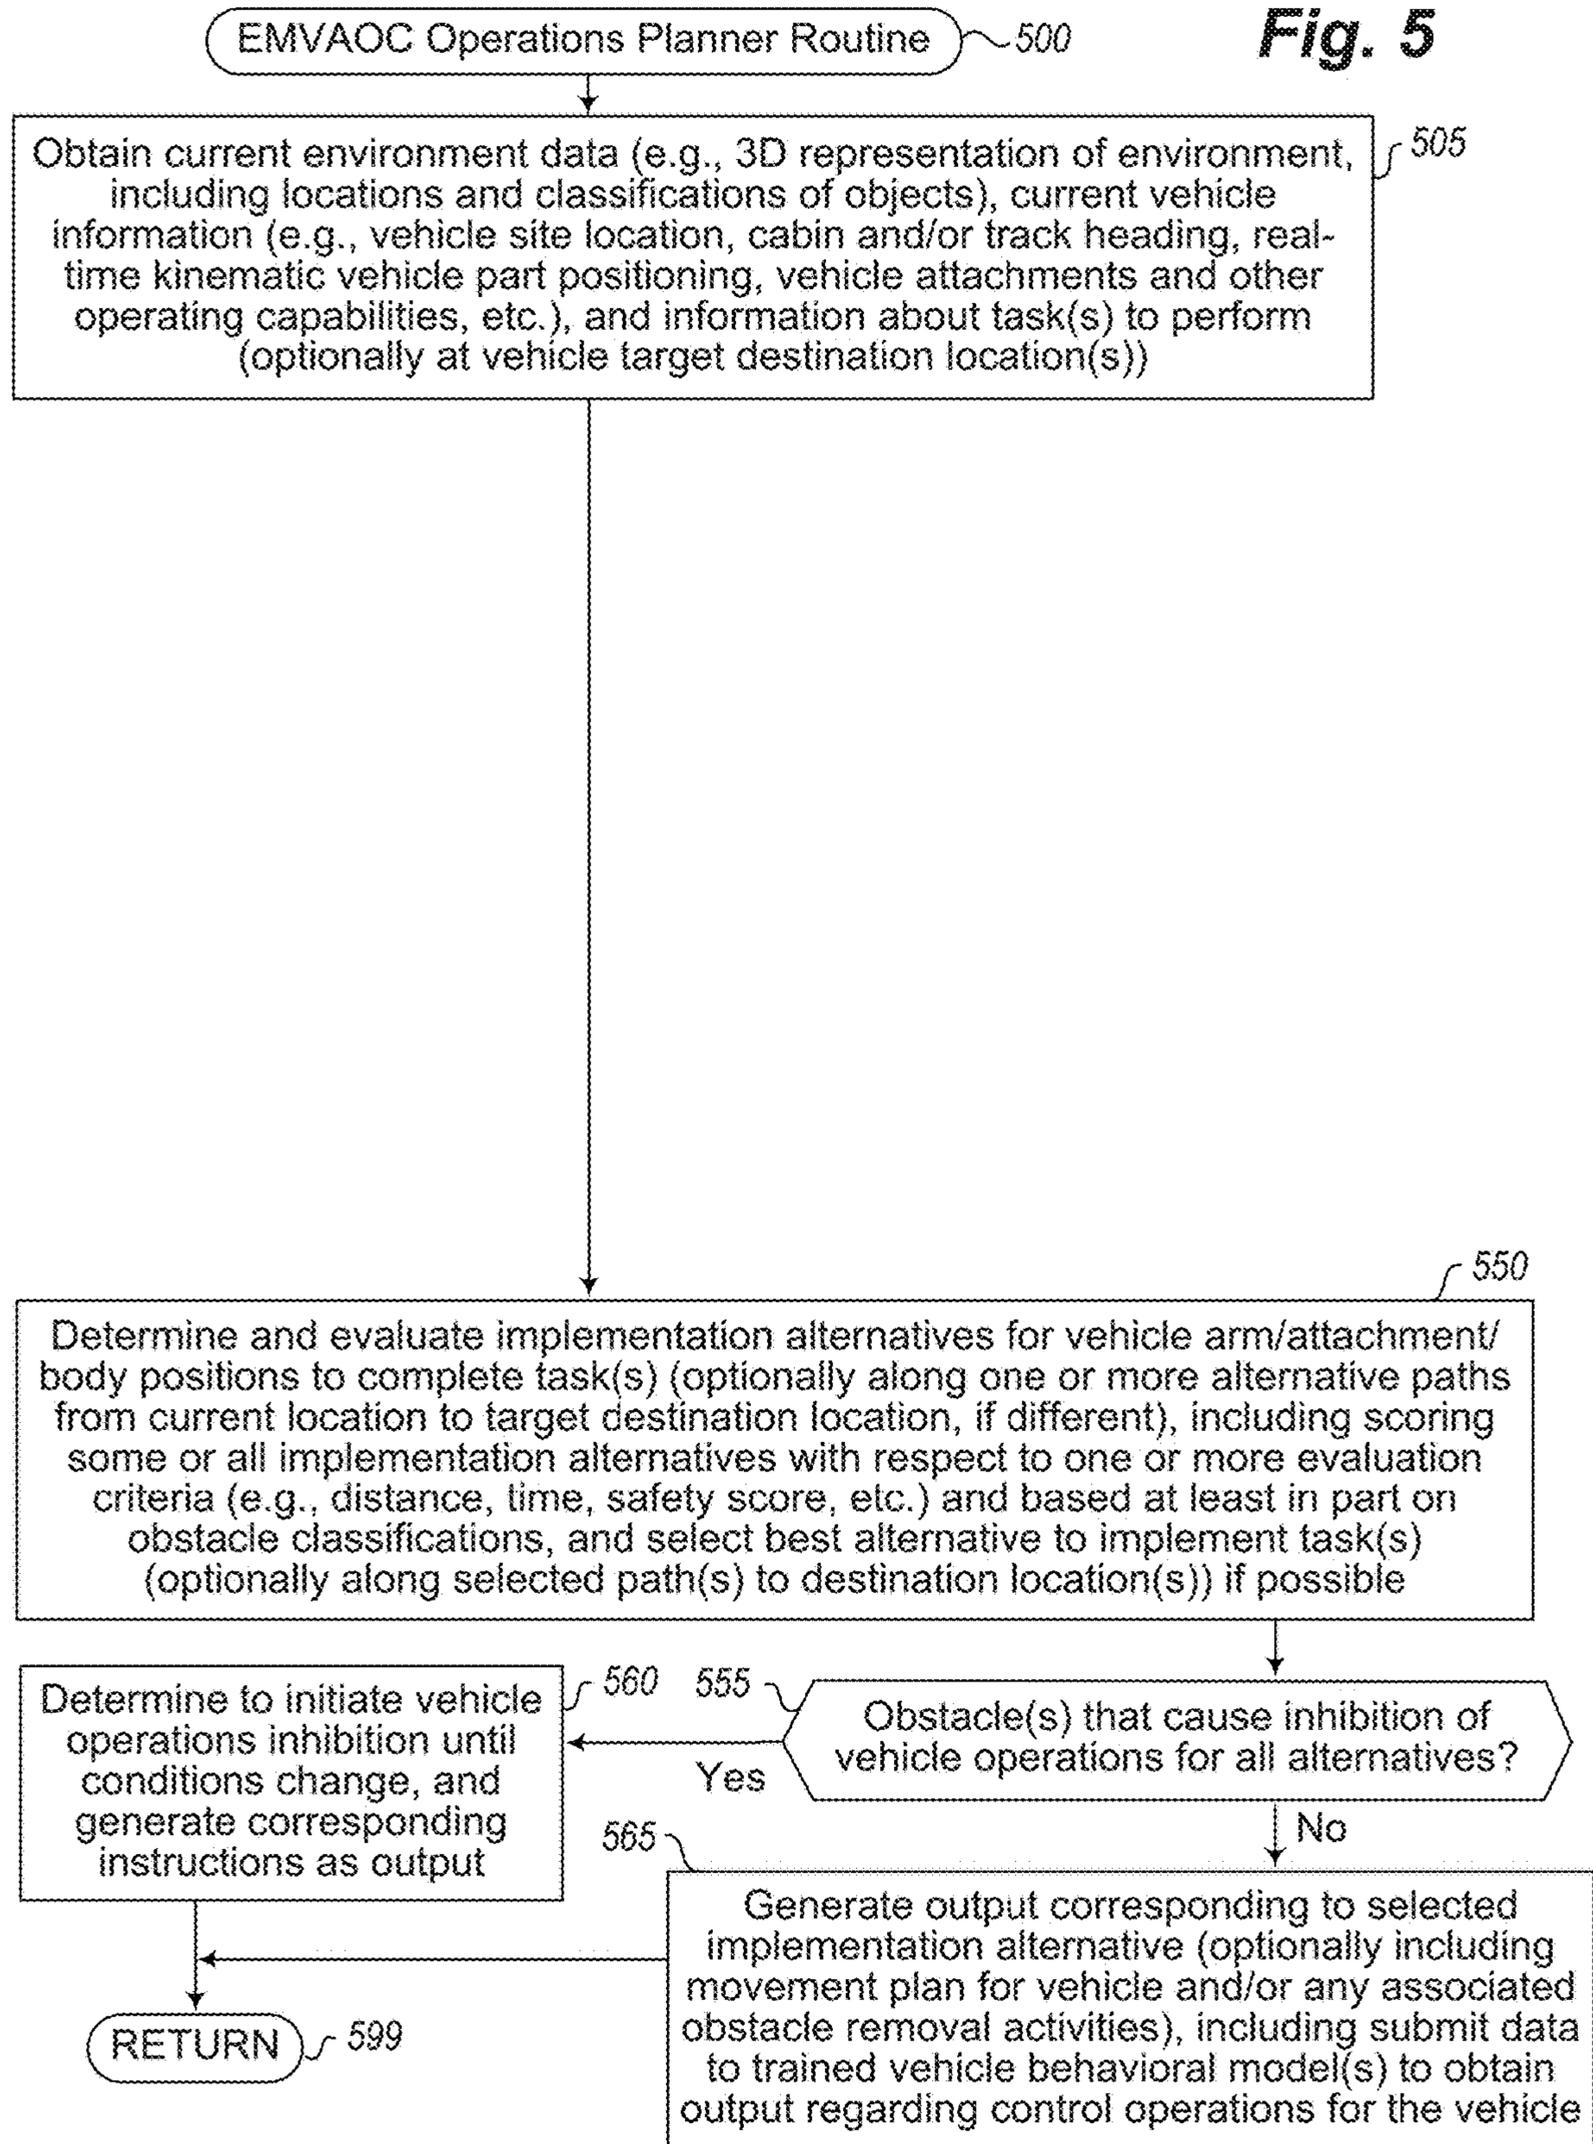 EMVAOC Operations Planner Routine
500
Fig. 5
Obtain current environment data (e.g., 3D representation of environment,
including locations and classifications of objects), current vehicle
information (e.g., vehicle site location, cabin and/or track heading, real-
time kinematic vehicle part positioning, vehicle attachments and other
operating capabilities, etc.), and information about task(s) to perform
(optionally at vehicle target destination location(s))
505
550
Determine and evaluate implementation alternatives for vehicle arm/attachment/
body positions to complete task(s) (optionally along one or more alternative paths
from current location to target destination location, if different), including scoring
some or all implementation alternatives with respect to one or more evaluation
criteria (e.g., distance, time, safety score, etc.) and based at least in part on
obstacle classifications, and select best alternative to implement task(s)
(optionally along selected path(s) to destination location(s)) if possible
555
Obstacle(s) that cause inhibition of
vehicle operations for all alternatives?
Yes
No
560
Determine to initiate vehicle
operations inhibition until
conditions change, and
generate corresponding
instructions as output
565
Generate output corresponding to selected
implementation alternative (optionally including
movement plan for vehicle and/or any associated
obstacle removal activities), including submit data
to trained vehicle behavioral model(s) to obtain
output regarding control operations for the vehicle
RETURN
599